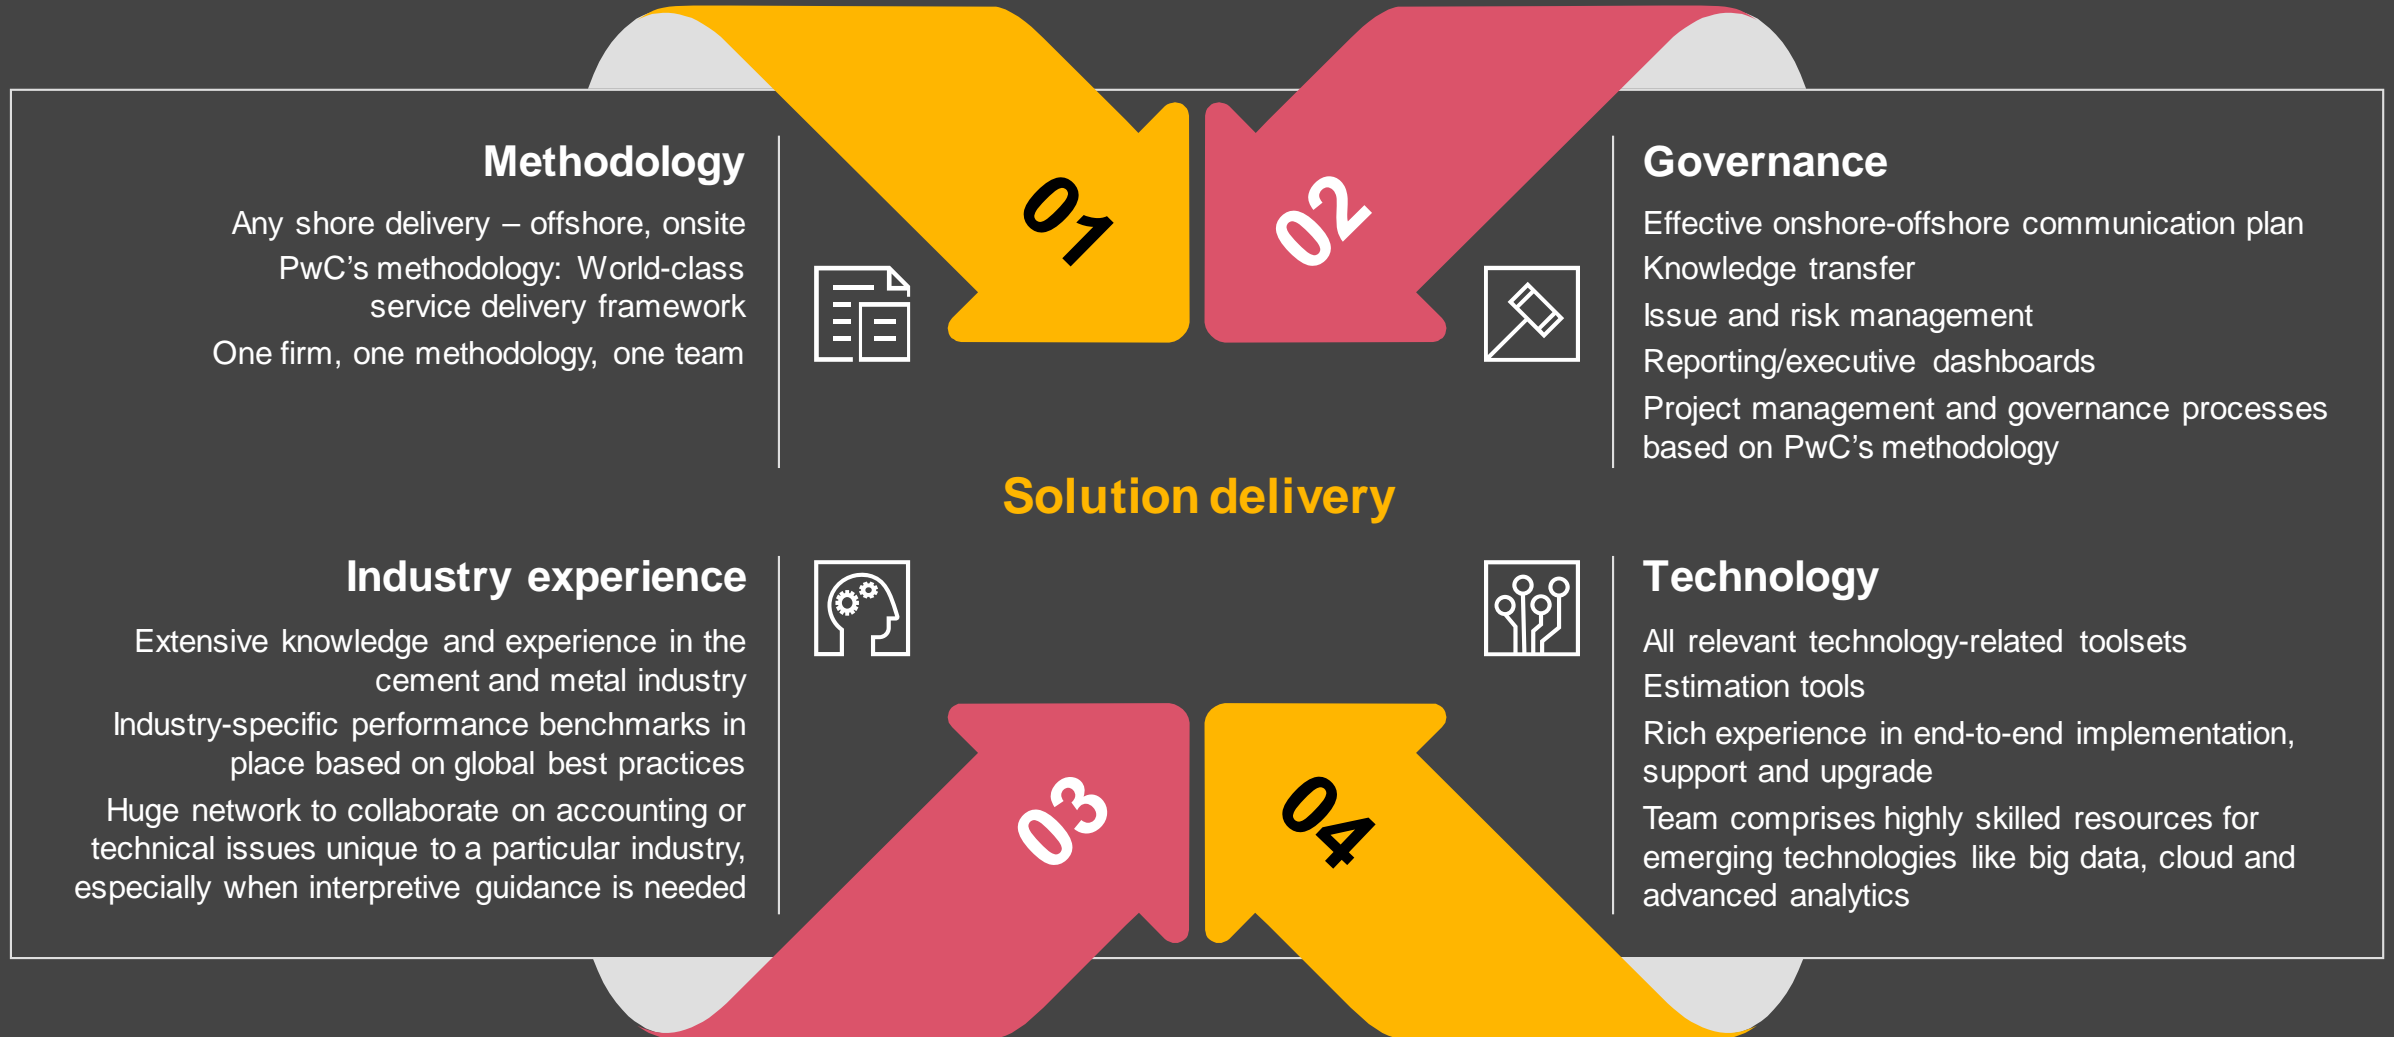 01
Methodology
Any shore delivery – offshore, onsite
PwC's methodology: World-class
service delivery framework
One firm, one methodology, one team
02
Governance
Effective onshore-offshore communication plan
Knowledge transfer
Issue and risk management
Reporting/executive dashboards
Project management and governance processes
based on PwC's methodology
Solution delivery
03
Industry experience
Extensive knowledge and experience in the
cement and metal industry
Industry-specific performance benchmarks in
place based on global best practices
Huge network to collaborate on accounting or
technical issues unique to a particular industry,
especially when interpretive guidance is needed
04
Technology
All relevant technology-related toolsets
Estimation tools
Rich experience in end-to-end implementation,
support and upgrade
Team comprises highly skilled resources for
emerging technologies like big data, cloud and
advanced analytics